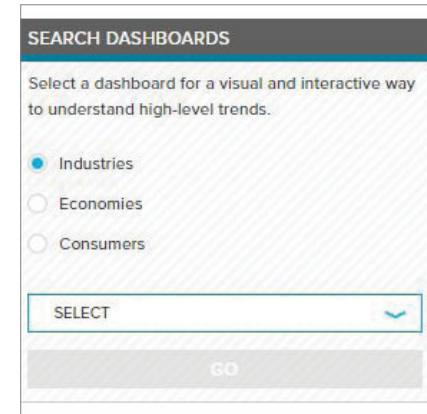 SEARCH DASHBOARDS
Select a dashboard for a visual and interactive way
to understand high-level trends.
Industries
Economies
Consumers
SELECT
GO